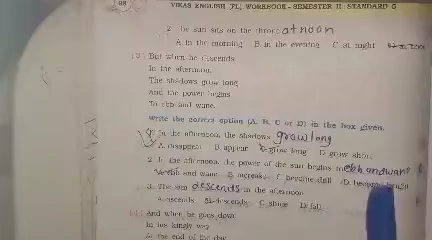 98 VIKAS ENGLISH (FL) WORKBOOK - SEMESTER II STANDARD 6
2. The sun sits on the throne at noon
A. in the morning B. in the evening C. at night
But when he descends
In the afternoon,
The shadows grow long
And the power begins
To ebb and wane.
Write the correct option (A, B, C or D) in the box given.
1. In the afternoon, the shadows grow long
A. disappear B. appear C. grow long D. grow short
2. In the afternoon, the power of the sun begins to ebb and wane
A. ebb and wane B. increase C. become dull D. become bright
3. The sun descends in the afternoon
A. ascends B. descends C. shine D. fall
And when he goes down
In his kingly way
At the end of the day